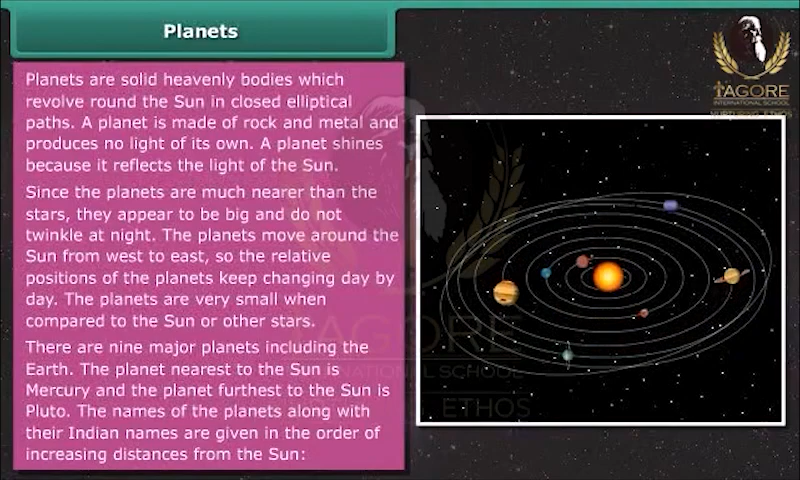 Planets
TAGORE
INTERNATIONAL SCHOOL
NURTURING ETHOS
Planets are solid heavenly bodies which
revolve round the Sun in closed elliptical
paths. A planet is made of rock and metal and
produces no light of its own. A planet shines
because it reflects the light of the Sun.
Since the planets are much nearer than the
stars, they appear to be big and do not
twinkle at night. The planets move around the
Sun from west to east, so the relative
positions of the planets keep changing day by
day. The planets are very small when
compared to the Sun or other stars.
There are nine major planets including the
Earth. The planet nearest to the Sun is
Mercury and the planet furthest to the Sun is
Pluto. The names of the planets along with
their Indian names are given in the order of
increasing distances from the Sun:
TAGORE
INTERNATIONAL SCHOOL
ETHOS